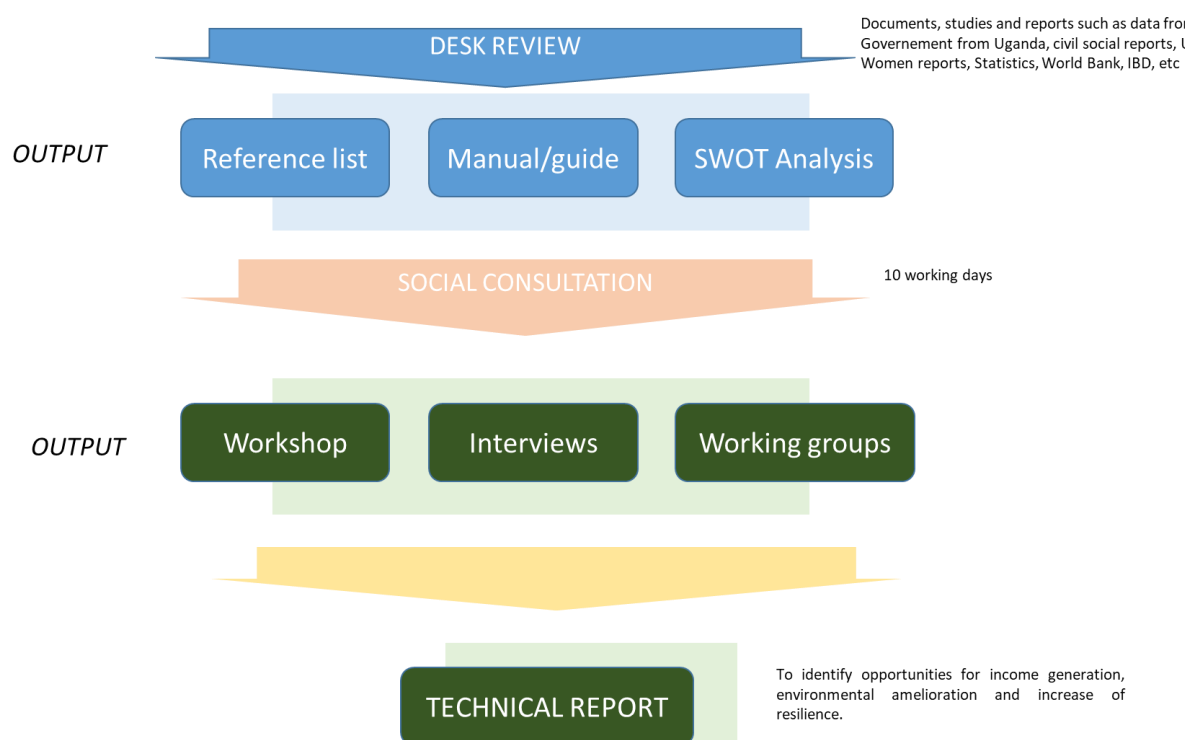 DESK REVIEW
Documents, studies and reports such as data from
Governement from Uganda, civil social reports, U
Women reports, Statistics, World Bank, IBD, etc
OUTPUT
Reference list
Manual/guide
SWOT Analysis
SOCIAL CONSULTATION
10 working days
OUTPUT
Workshop
Interviews
Working groups
TECHNICAL REPORT
To identify opportunities for income generation,
environmental amelioration and increase of
resilience.